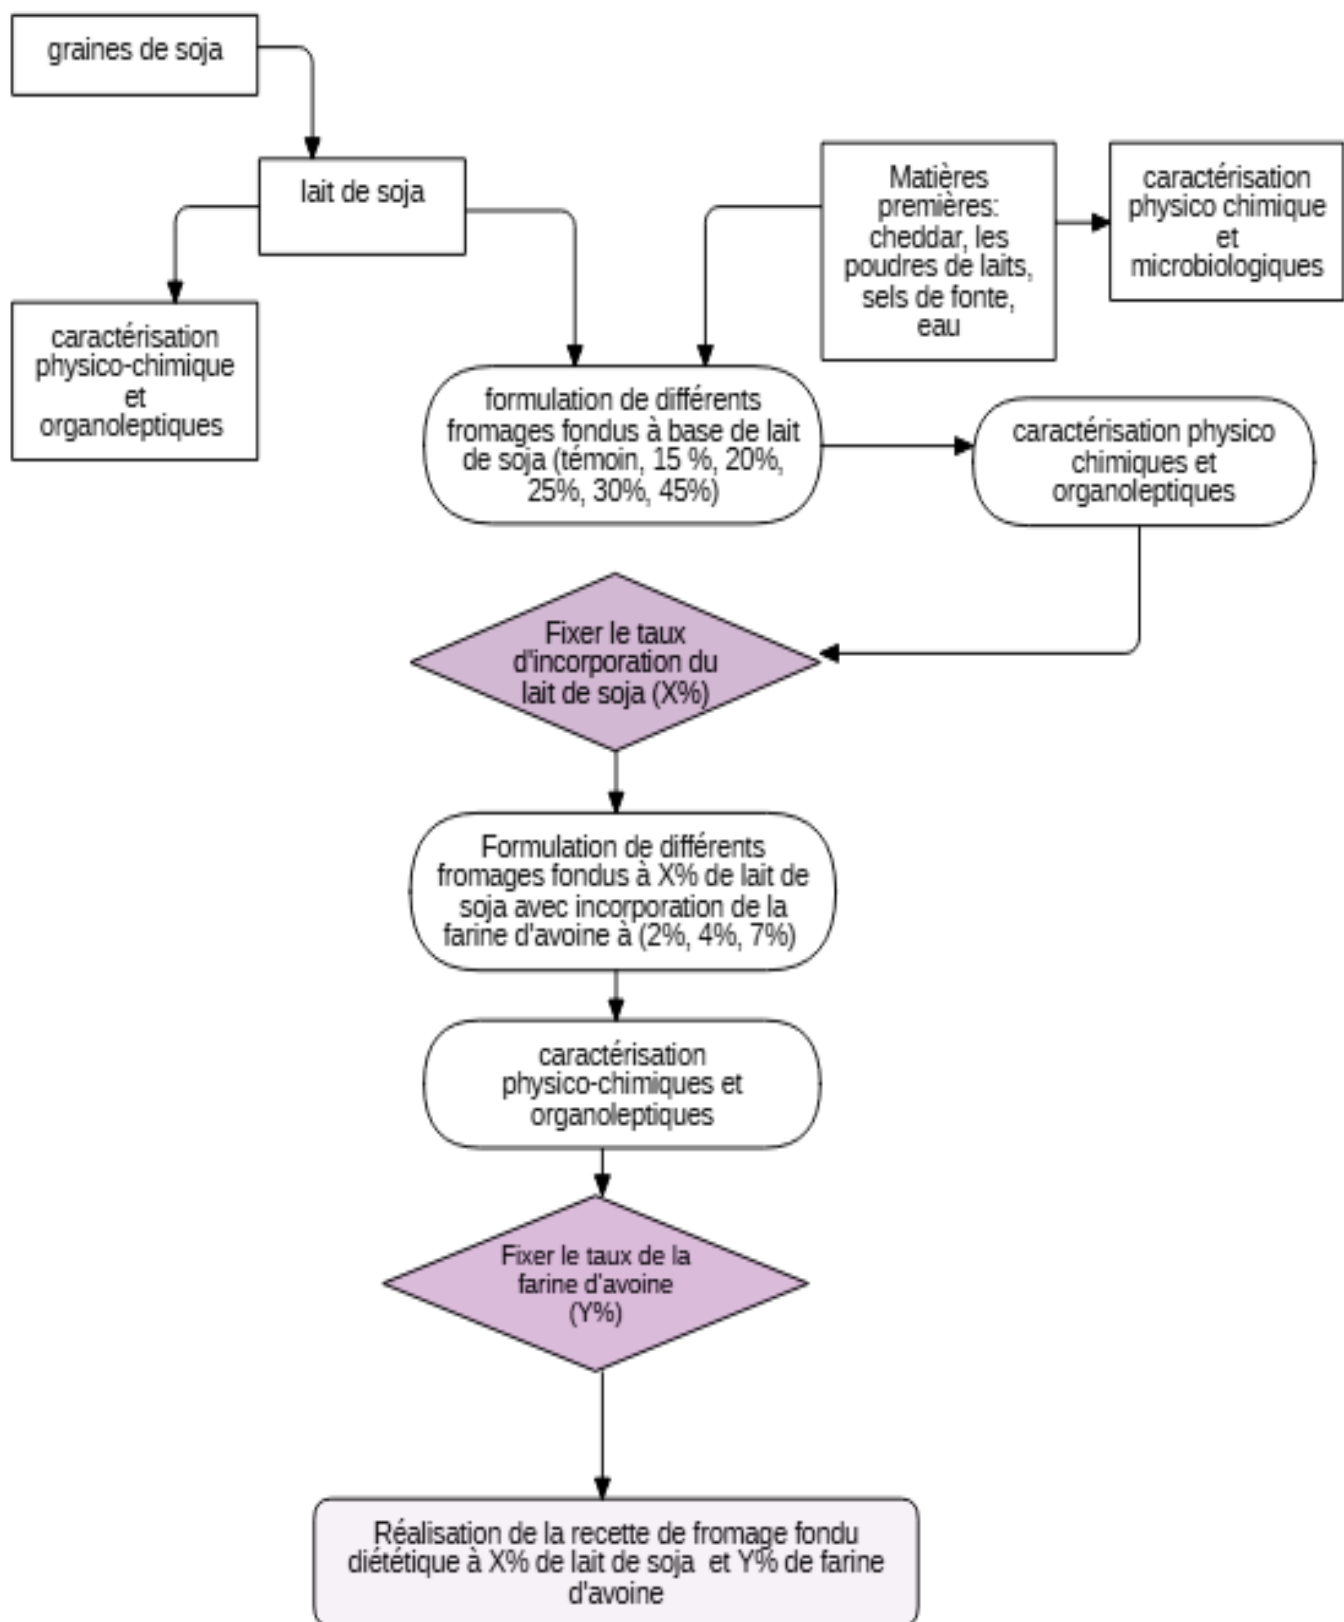 graines de soja
lait de soja
Matières
premières:
cheddar, les
poudres de laits,
sels de fonte,
eau
caractérisation
physico chimique
et
microbiologiques
caractérisation
physico-chimique
et
organoleptiques
formulation de différents
fromages fondus à base de lait
de soja (témoin, 15 %, 20%,
25%, 30%, 45%)
caractérisation physico
chimiques et
organoleptiques
Fixer le taux
d'incorporation du
lait de soja (X%)
Formulation de différents
fromages fondus à X% de lait de
soja avec incorporation de la
farine d'avoine à (2%, 4%, 7%)
caractérisation
physico-chimiques et
organoleptiques
Fixer le taux de la
farine d'avoine
(Y%)
Réalisation de la recette de fromage fondu
diététique à X% de lait de soja et Y% de farine
d'avoine